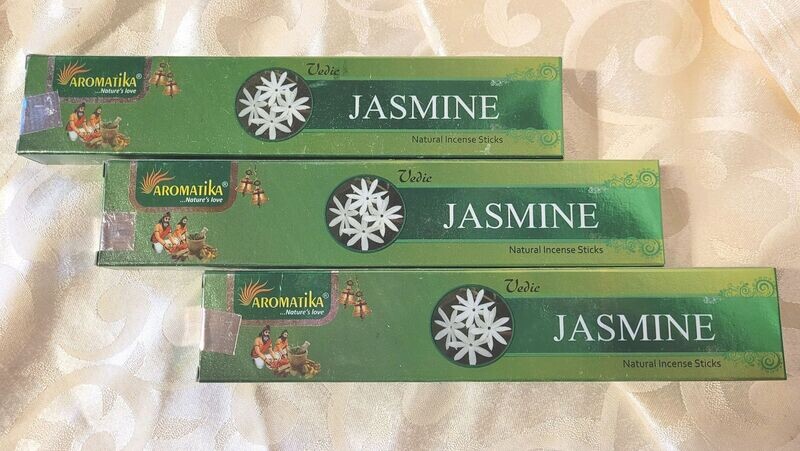 AROMATIKA®
...Nature's love
Vedic
JASMINE
Natural Incense Sticks
AROMATIKA®
...Nature's love
Vedic
JASMINE
Natural Incense Sticks
AROMATIKA®
...Nature's love
Vedic
JASMINE
Natural Incense Sticks